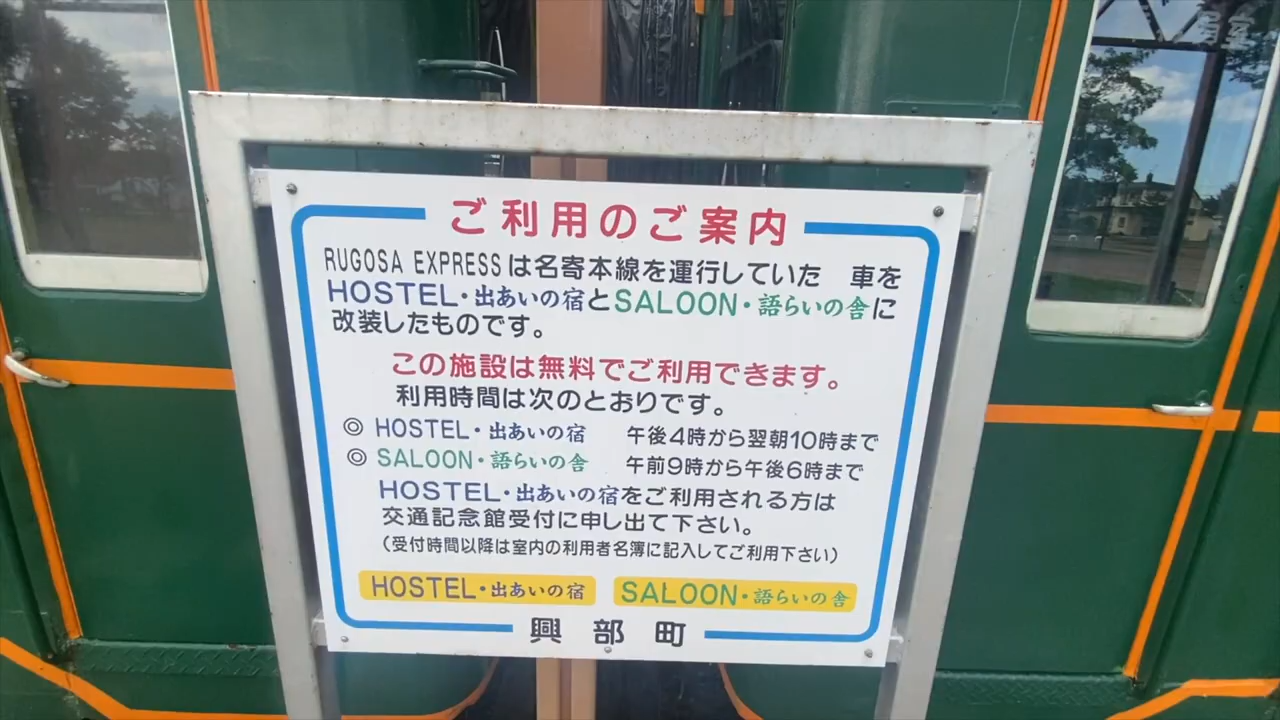 ご利用のご案内
RUGOSA EXPRESSは名寄本線を運行していた 車を
HOSTEL・出あいの宿とSALOON・語らいの舎に
改装したものです。
この施設は無料でご利用できます。
利用時間は次のとおりです。
◎ HOSTEL・出あいの宿 午後4時から翌朝10時まで
◎ SALOON・語らいの舎 午前9時から午後6時まで
HOSTEL・出あいの宿をご利用される方は
交通記念館受付に申し出て下さい。
(受付時間以降は室内の利用者名簿に記入してご利用下さい)
HOSTEL・出あいの宿 SALOON・語らいの舎
興部町